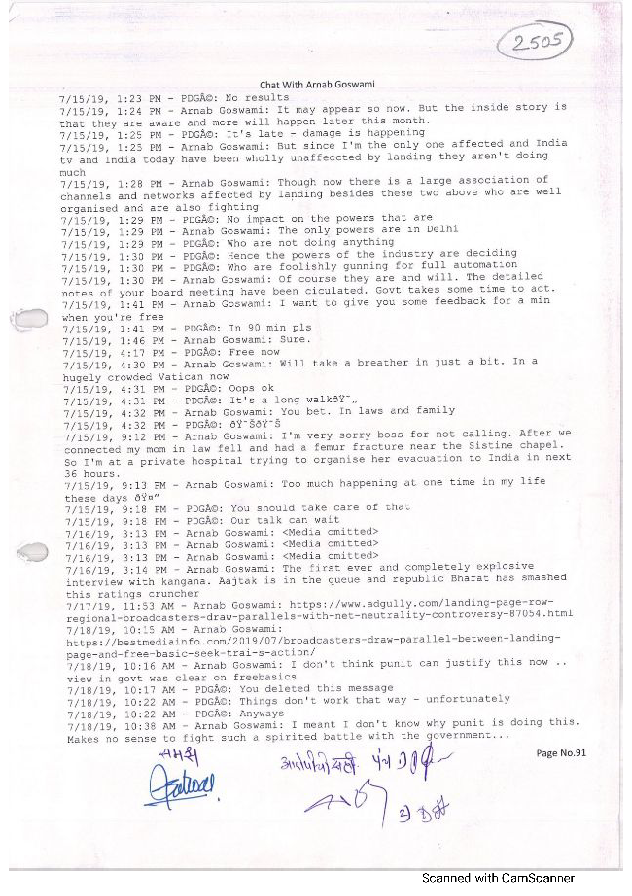 2505
Chat With Arnab Goswami
7/15/19, 1:23 PM - PDGÂ©: No results
7/15/19, 1:24 PM - Arnab Goswami: It may appear so now. But the inside story is
that they are aware and more will happen later this month.
7/15/19, 1:25 PM - PDGÂ©: It's late - damage is happening
7/15/19, 1:25 PM - Arnab Goswami: But since I'm the only one affected and India
tv and India today have been wholly unaffeccted by landing they aren't doing
much
7/15/19, 1:28 PM - Arnab Goswami: Though now there is a large association of
channels and networks affected by landing besides these two above who are well
organised and are also fighting
7/15/19, 1:29 PM - PDGÂ©: No impact on the powers that are
7/15/19, 1:29 PM - Arnab Goswami: The only powers are in Delhi
7/15/19, 1:29 PM - PDGÂ©: Who are not doing anything
7/15/19, 1:30 PM - PDGÂ©: Hence the powers of the industry are deciding
7/15/19, 1:30 PM - PDGÂ©: Who are foolishly gunning for full automation
7/15/19, 1:30 PM - Arnab Goswami: Of course they are and will. The detailed
notes of your board meeting have been ciculated. Govt takes some time to act.
7/15/19, 1:41 PM - Arnab Goswami: I want to give you some feedback for a min
when you're free
7/15/19, 1:41 PM - PDGÂ©: In 90 min pls
7/15/19, 1:46 PM - Arnab Goswami: Sure.
7/15/19, 4:17 PM - PDGÂ©: Free now
7/15/19, 4:30 PM - Arnab Goswami: Will take a breather in just a bit. In a
hugely crowded Vatican now
7/15/19, 4:31 PM - PDGÂ©: Oops ok
7/15/19, 4:31 PM - PDGÂ©: It's a long walkðŸ˜„
7/15/19, 4:32 PM - Arnab Goswami: You bet. In laws and family
7/15/19, 4:32 PM - PDGÂ©: ðŸ˜ŠðŸ˜Š
7/15/19, 9:12 PM - Arnab Goswami: I'm very sorry boss for not calling. After we
connected my mom in law fell and had a femur fracture near the Sistine chapel.
So I'm at a private hospital trying to organise her evacuation to India in next
36 hours.
7/15/19, 9:13 PM - Arnab Goswami: Too much happening at one time in my life
these days ðŸ¤”
7/15/19, 9:18 PM - PDGÂ©: You should take care of that
7/15/19, 9:18 PM - PDGÂ©: Our talk can wait
7/16/19, 3:13 PM - Arnab Goswami: <Media omitted>
7/16/19, 3:13 PM - Arnab Goswami: <Media omitted>
7/16/19, 3:13 PM - Arnab Goswami: <Media omitted>
7/16/19, 3:14 PM - Arnab Goswami: The first ever and completely explosive
interview with kangana. Aajtak is in the queue and republic Bharat has smashed
this ratings cruncher
7/17/19, 11:53 AM - Arnab Goswami: https://www.sdgully.com/landing-page-row-
regional-broadcasters-draw-parallels-with-net-neutrality-controversy-87054.html
7/18/19, 10:15 AM - Arnab Goswami:
https://bestmediainfo.com/2019/07/broadcasters-draw-parallel-between-landing-
page-and-free-basic-seek-trai-s-action/
7/18/19, 10:16 AM - Arnab Goswami: I don't think punit can justify this now ..
view in govt was clear on freebasics
7/18/19, 10:17 AM - PDGÂ©: You deleted this message
7/18/19, 10:22 AM - PDGÂ©: Things don't work that way - unfortunately
7/18/19, 10:22 AM - PDGÂ©: Anyways
7/18/19, 10:38 AM - Arnab Goswami: I meant I don't know why punit is doing this.
Makes no sense to fight such a spirited battle with the government...
Page No.91
समक्ष
पंच
Scanned with CamScanner